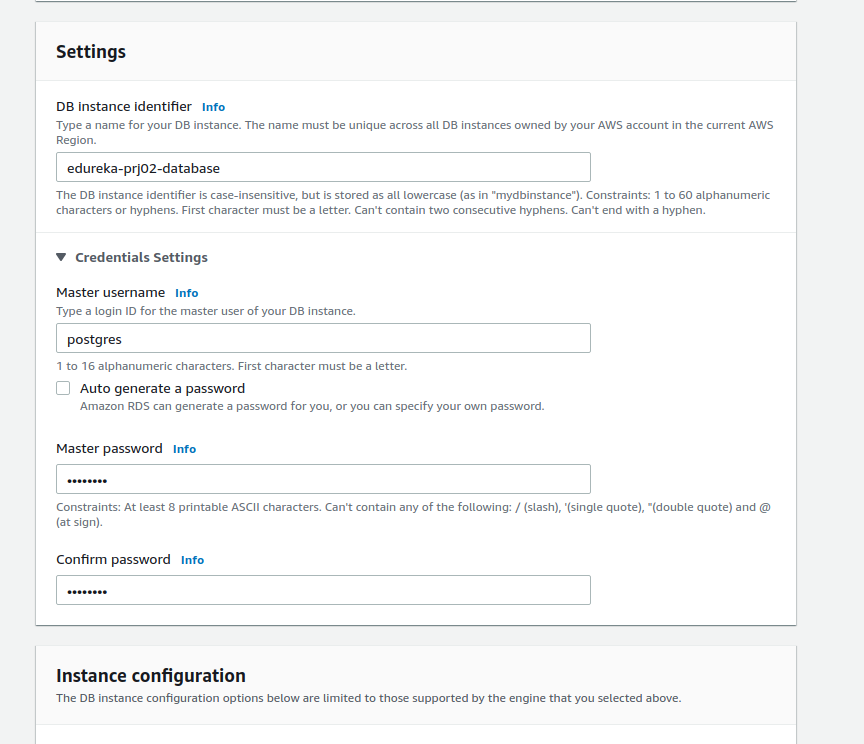 Settings
DB instance identifier Info
Type a name for your DB instance. The name must be unique across all DB instances owned by your AWS account in the current AWS
Region.
edureka-prj02-database
The DB instance identifier is case-insensitive, but is stored as all lowercase (as in "mydbinstance"). Constraints: 1 to 60 alphanumeric
characters or hyphens. First character must be a letter. Can't contain two consecutive hyphens. Can't end with a hyphen.
Credentials Settings
Master username Info
Type a login ID for the master user of your DB instance.
postgres
1 to 16 alphanumeric characters. First character must be a letter.
Auto generate a password
Amazon RDS can generate a password for you, or you can specify your own password.
Master password Info
••••••••
Constraints: At least 8 printable ASCII characters. Can't contain any of the following: / (slash), '(single quote), "(double quote) and @
(at sign).
Confirm password Info
••••••••
Instance configuration
The DB instance configuration options below are limited to those supported by the engine that you selected above.